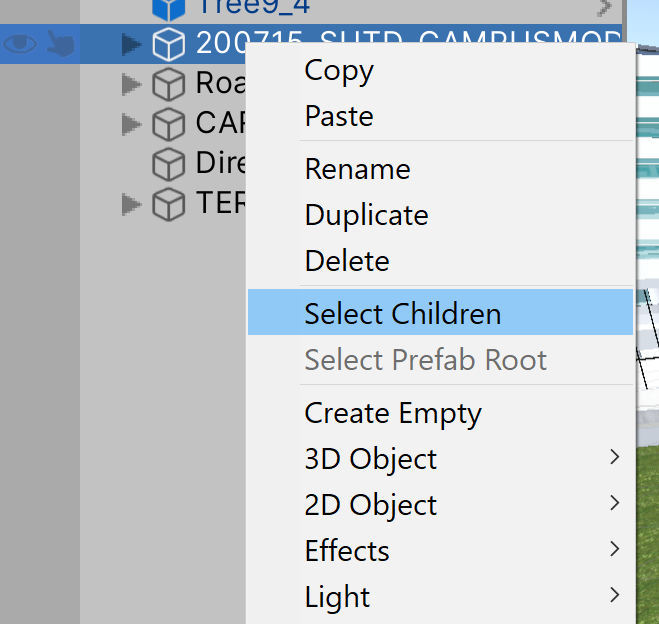 Tree9_4
200715_SUTD_CAMPUSMOD
Copy
Roa
Paste
CAR
Rename
Dire
Duplicate
TER
Delete
Select Children
Select Prefab Root
Create Empty
3D Object
2D Object
Effects
Light